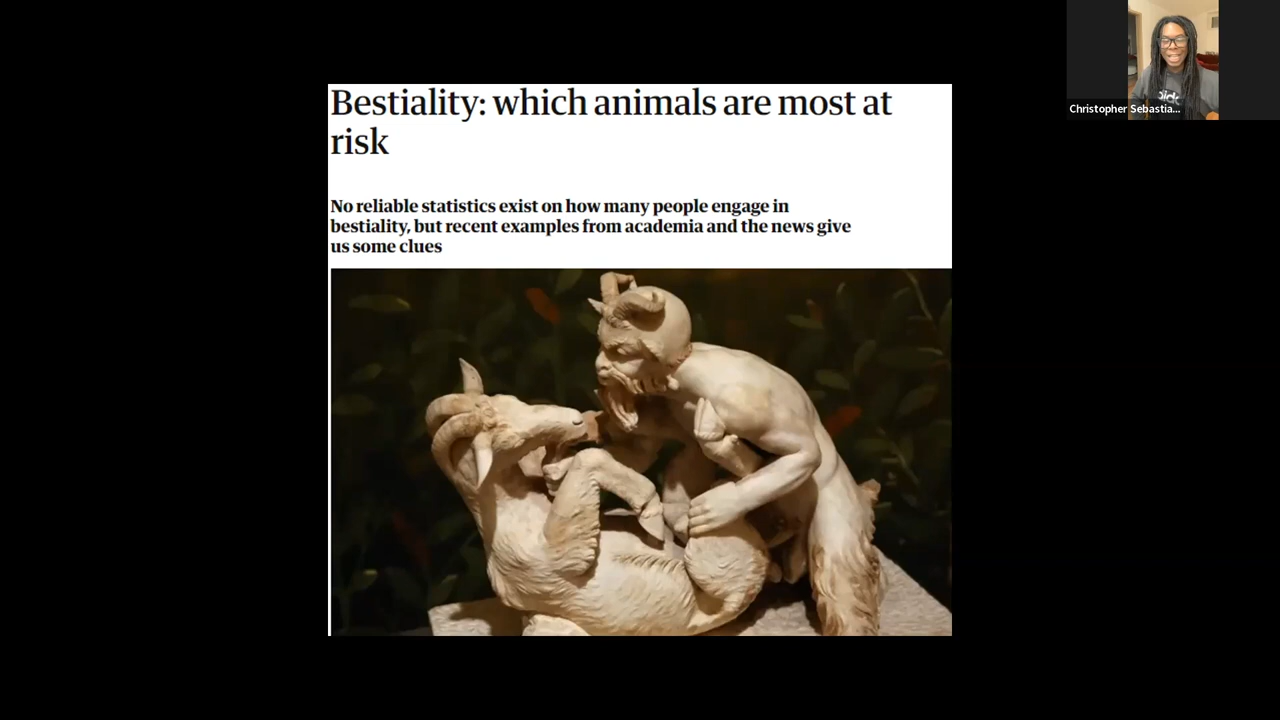 Bestiality: which animals are most at
risk
No reliable statistics exist on how many people engage in
bestiality, but recent examples from academia and the news give
us some clues
Christopher Sebastia...